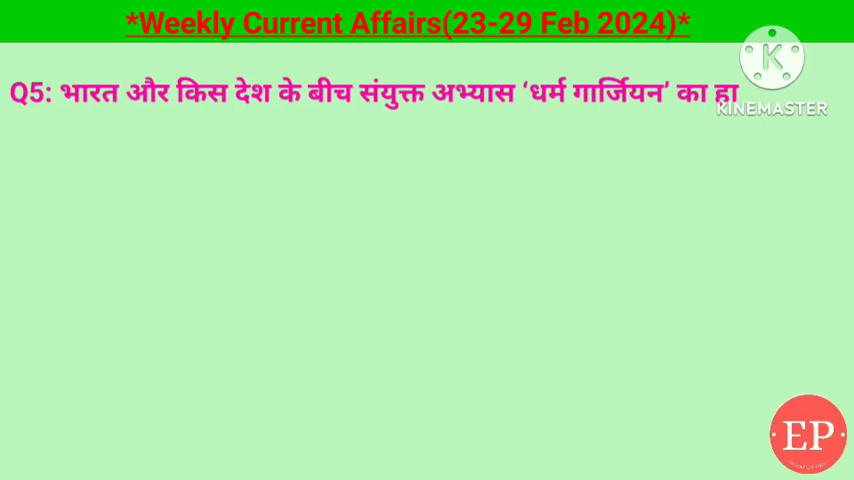 *Weekly Current Affairs(23-29 Feb 2024)*
Q5: भारत और किस देश के बीच संयुक्त अभ्यास ‘धर्म गार्जियन’ का हा
KINEMASTER
EP